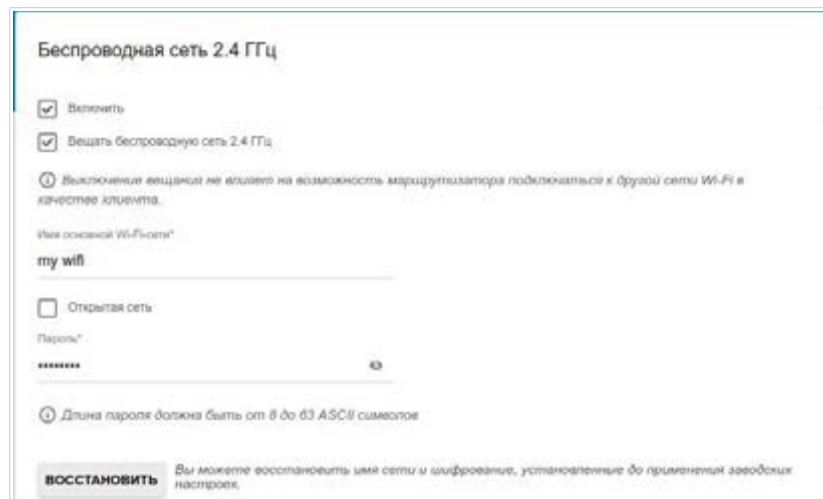 Беспроводная сеть 2.4 ГГц
Включить
Вещать беспроводную сеть 2.4 ГГц
Выключение вещания не влияет на возможность маршрутизатора подключаться к другой сети Wi-Fi в
качестве клиента.
Имя основной Wi-Fi-сети*
my wifi
Открытая сеть
Пароль*
••••••••
Длина пароля должна быть от 8 до 63 ASCII символов
ВОССТАНОВИТЬ Вы можете восстановить имя сети и шифрование, установленные до применения заводских
настроек.